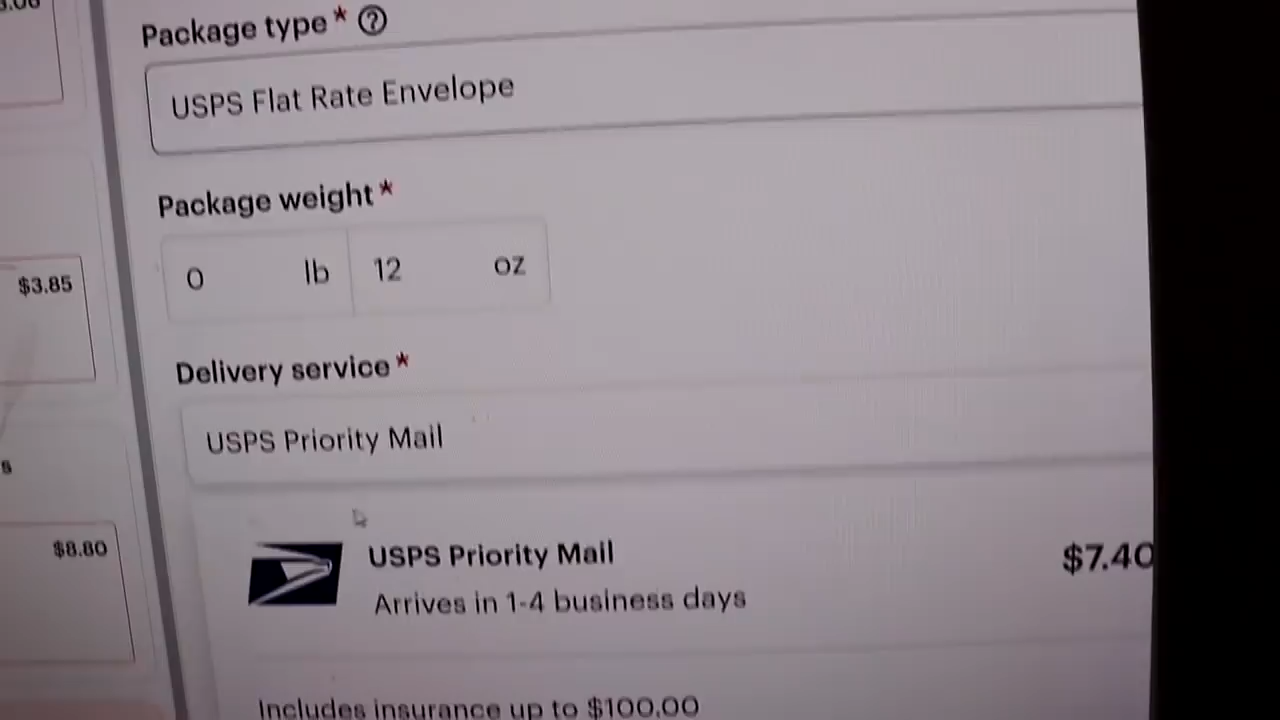 Package type * ?
USPS Flat Rate Envelope
Package weight *
0 lb 12 oz
$3.85
Delivery service *
USPS Priority Mail
s
$8.80
USPS Priority Mail
$7.40
Arrives in 1-4 business days
Includes insurance up to $100.00